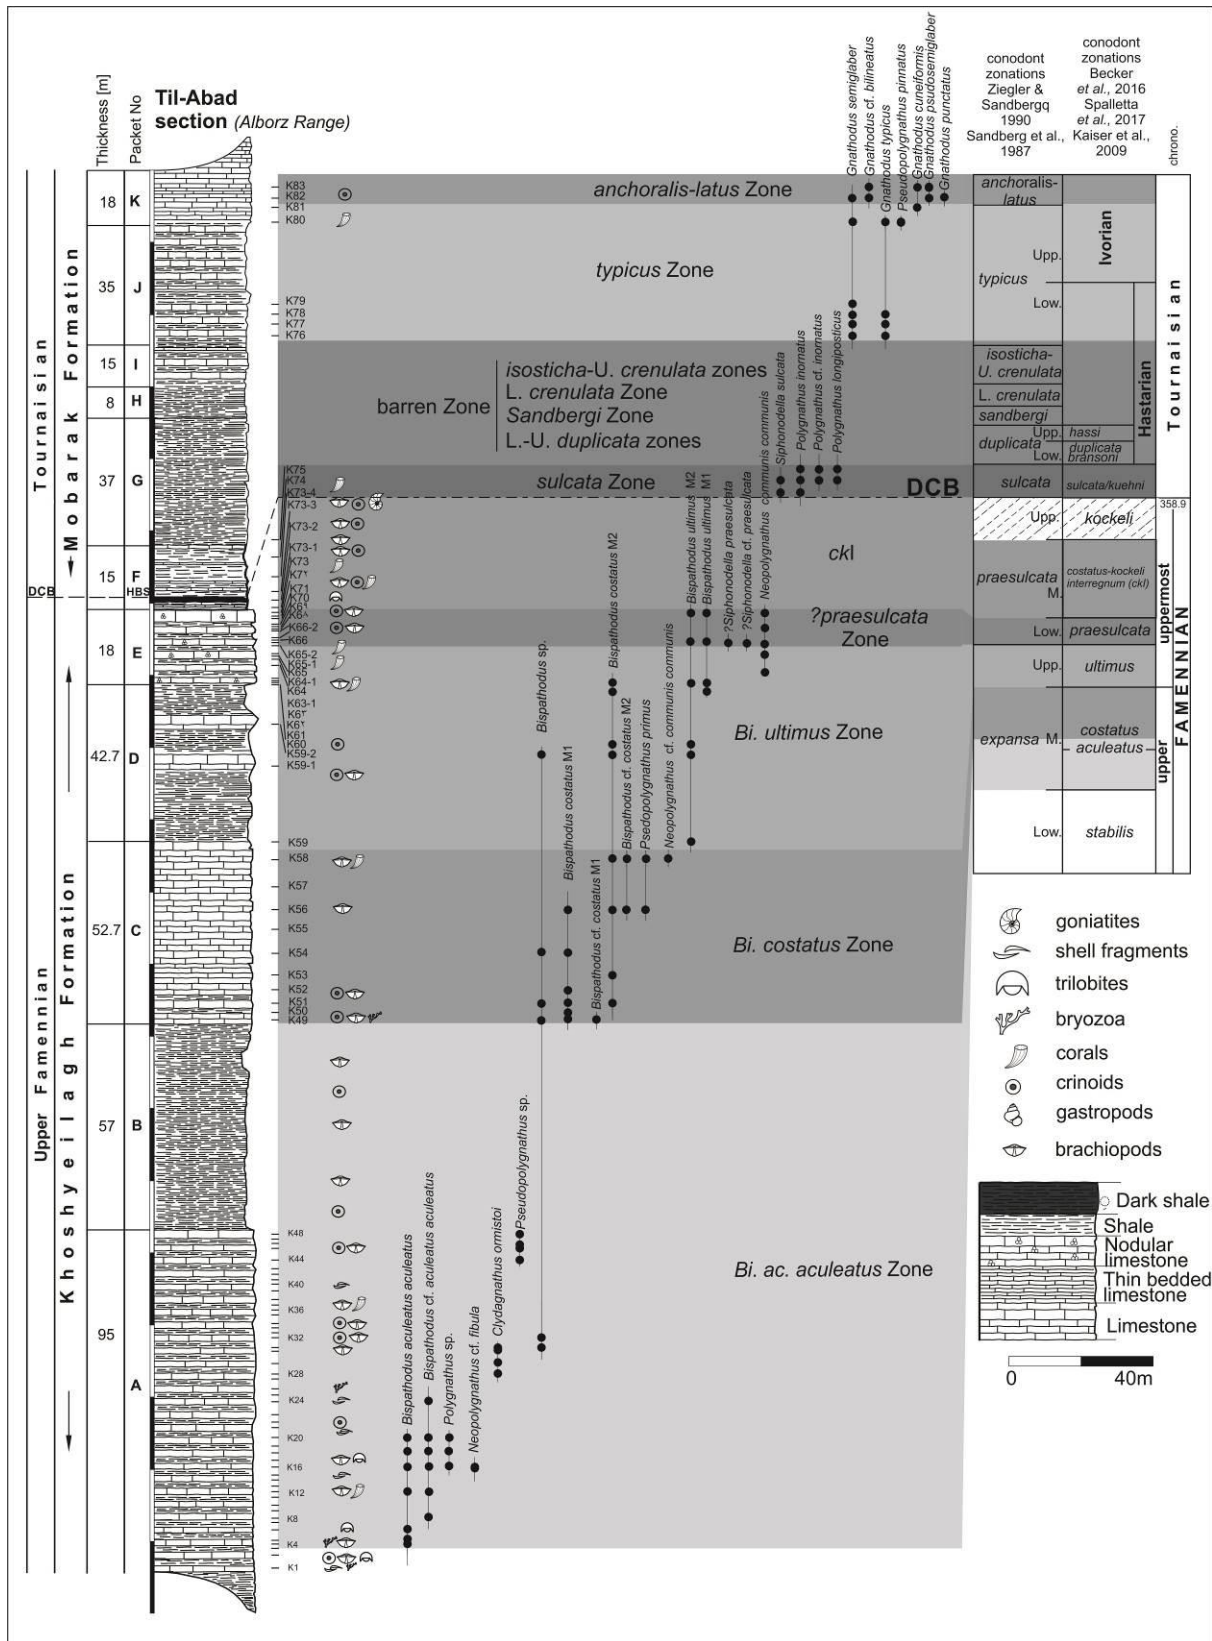 Thickness [m]
Packet No
Til-Abad
section (Alborz Range)
Gnathodus semiglaber
Gnathodus cf. bilineatus
Gnathodus typicus
Pseudopolygnathus pinnatus
Gnathodus cuneiformis
Gnathodus psudosemiglaber
Gnathodus punctatus
conodont
zonations
Ziegler &
Sandbergq
1990
Sandberg et al.,
1987
conodont
zonations
Becker
et al., 2016
Spalletta
et al., 2017
Kaiser et al.,
2009
chrono.
Tournaisian
Mobarak Formation
DCB
Upper Famennian
Khoshyeilagh Formation
18
K
35
J
15
I
8
H
37
G
15
F
HBS
18
E
42.7
D
52.7
C
57
B
95
A
K83
K82
K81
K80
K79
K78
K77
K76
K75
K74
K73-4
K73-3
K73-2
K73-1
K73
K71
K70
K66-2
K66
K65-2
K65-1
K65
K64-1
K64
K63-1
K61
K60
K59-2
K59-1
K59
K58
K57
K56
K55
K54
K53
K52
K51
K50
K49
K48
K44
K40
K36
K32
K28
K24
K20
K16
K12
K8
K4
K1
anchoralis-latus Zone
typicus Zone
barren Zone
isosticha-U. crenulata zones
L. crenulata Zone
Sandbergi Zone
L.-U. duplicata zones
sulcata Zone
DCB
ckI
?praesulcata
Zone
Bi. ultimus Zone
Bi. costatus Zone
Bi. ac. aculeatus Zone
Siphonodella sulcata
Polygnathus inornatus
Polygnathus cf. inornatus
Polygnathus longiposticus
Bispathodus ultimus M2
Bispathodus ultimus M1
?Siphonodella praesulcata
?Siphonodella cf. praesulcata
Neopolygnathus communis communis
Bispathodus sp.
Bispathodus costatus M1
Bispathodus cf. costatus M1
Bispathodus costatus M2
Bispathodus cf. costatus M2
Psedopolygnathus primus
Neopolygnathus cf. communis communis
Bispathodus aculeatus aculeatus
Bispathodus cf. aculeatus aculeatus
Polygnathus sp.
Neopolygnathus cf. fibula
Clydagnathus ormistoi
Pseudopolygnathus sp.
anchoralis-
latus
Upp.
typicus
Low.
isosticha-
U. crenulata
L. crenulata
sandbergi
Upp.
duplicata
Low.
hassi
duplicata
bransoni
sulcata
sulcata/kuehni
Upp.
kockeli
praesulcata
M.
costatus-kockeli
interregnum (ckI)
Low.
praesulcata
Upp.
ultimus
expansa M.
costatus
aculeatus
Low.
stabilis
Ivorian
Hastarian
Tournaisian
358.9
uppermost
upper
FAMENNIAN
goniatites
shell fragments
trilobites
bryozoa
corals
crinoids
gastropods
brachiopods
Dark shale
Shale
Nodular
limestone
Thin bedded
limestone
Limestone
0
40m